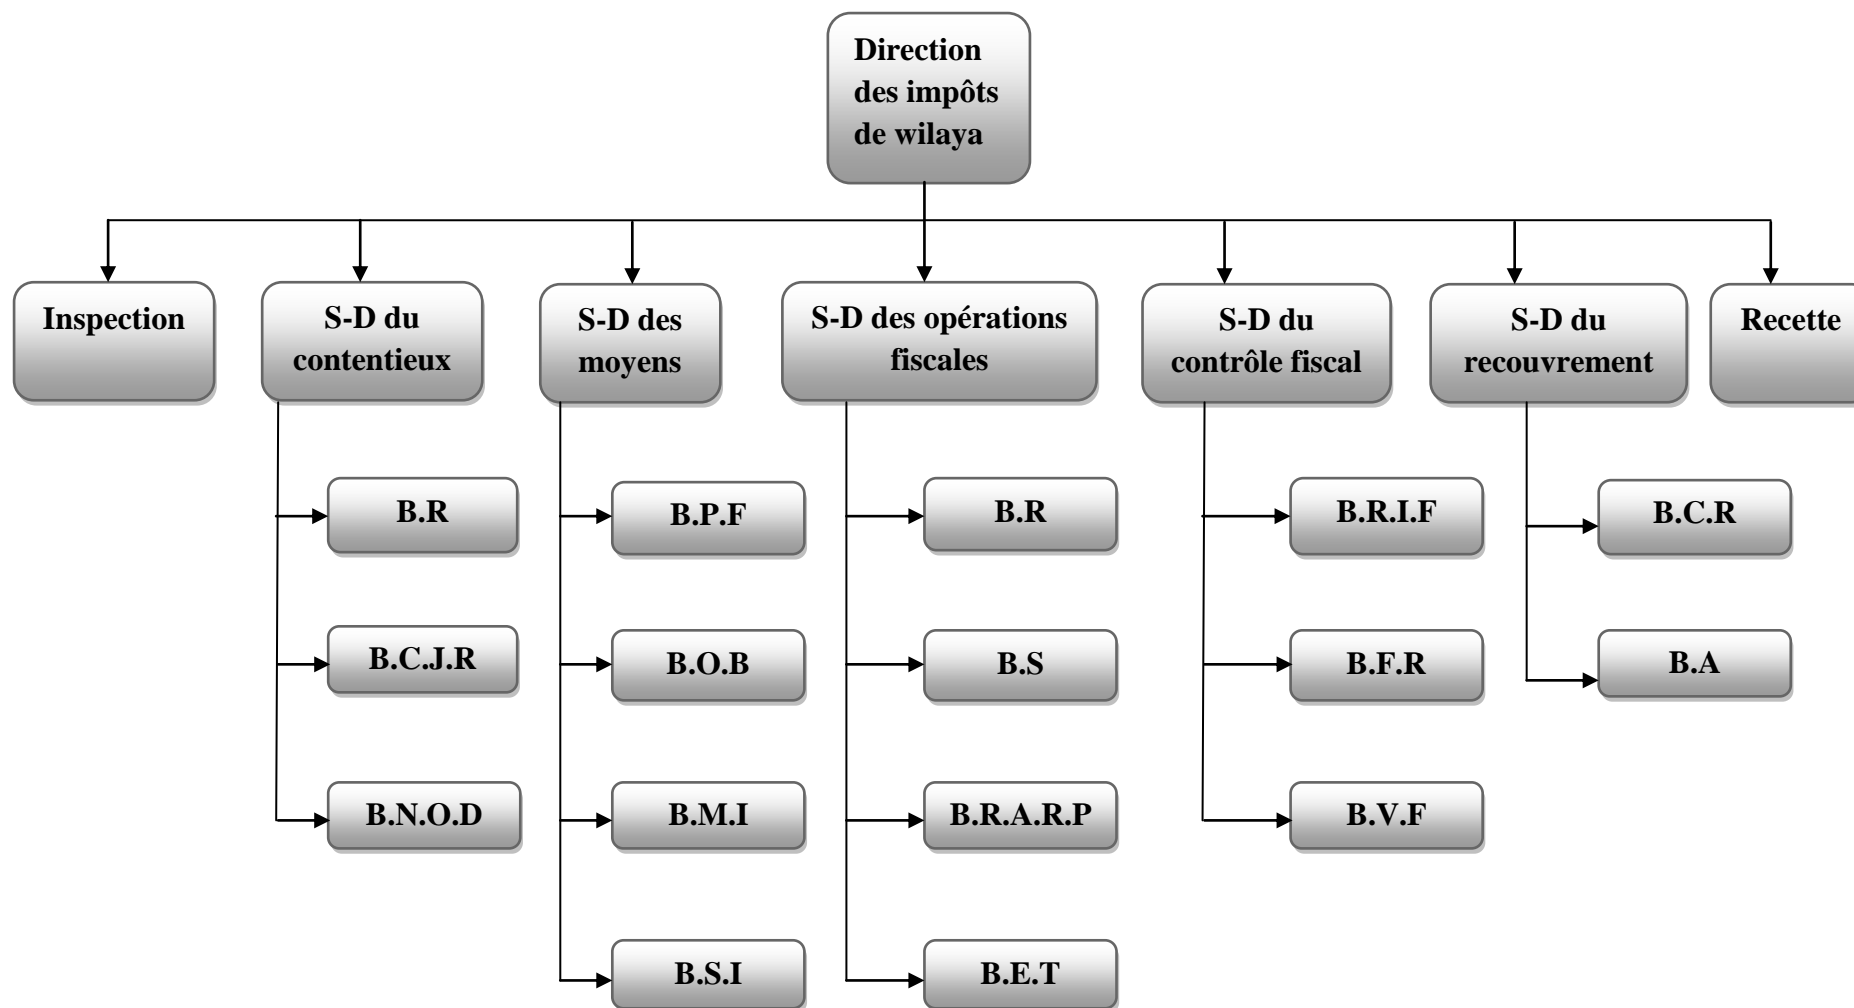 Direction
des impôts
de wilaya
Inspection
S-D du
contentieux
S-D des
moyens
S-D des opérations
fiscales
S-D du
contrôle fiscal
S-D du
recouvrement
Recette
B.R
B.P.F
B.R
B.R.I.F
B.C.R
B.C.J.R
B.O.B
B.S
B.F.R
B.A
B.N.O.D
B.M.I
B.R.A.R.P
B.V.F
B.S.I
B.E.T